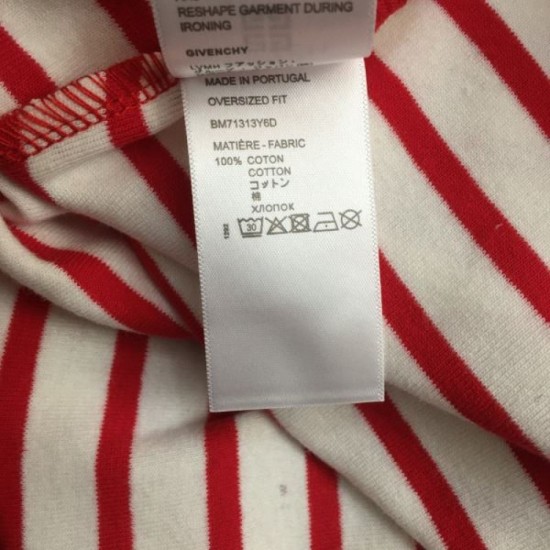 RESHAPE GARMENT DURING
IRONING
GIVENCHY
MADE IN PORTUGAL
OVERSIZED FIT
BM71313Y6D
MATIÈRE - FABRIC
100% COTON
COTTON
コットン
棉
ХЛОПОК
30
1292